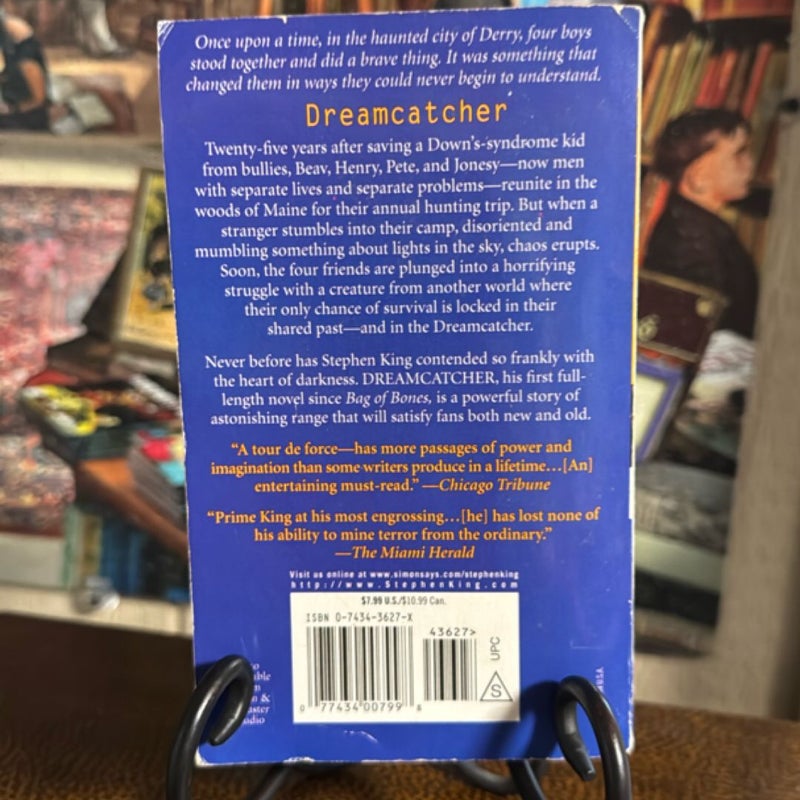 Once upon a time, in the haunted city of Derry, four boys
stood together and did a brave thing. It was something that
changed them in ways they could never begin to understand.
Dreamcatcher
Twenty-five years after saving a Down's-syndrome kid
from bullies, Beav, Henry, Pete, and Jonesy—now men
with separate lives and separate problems—reunite in the
woods of Maine for their annual hunting trip. But when a
stranger stumbles into their camp, disoriented and
mumbling something about lights in the sky, chaos erupts.
Soon, the four friends are plunged into a horrifying
struggle with a creature from another world where
their only chance of survival is locked in their
shared past—and in the Dreamcatcher.
Never before has Stephen King contended so frankly with
the heart of darkness. DREAMCATCHER, his first full-
length novel since Bag of Bones, is a powerful story of
astonishing range that will satisfy fans both new and old.
"A tour de force—has more passages of power and
imagination than some writers produce in a lifetime…[An]
entertaining must-read." —Chicago Tribune
"Prime King at his most engrossing…[he] has lost none of
his ability to mine terror from the ordinary."
—The Miami Herald
Visit us online at www.simonsays.com/stephenking
http://www.StephenKing.com
$7.99 U.S./$10.99 Can.
ISBN 0-7434-3627-X
43627>
UPC
S
0 77434 00799 8
&
USA